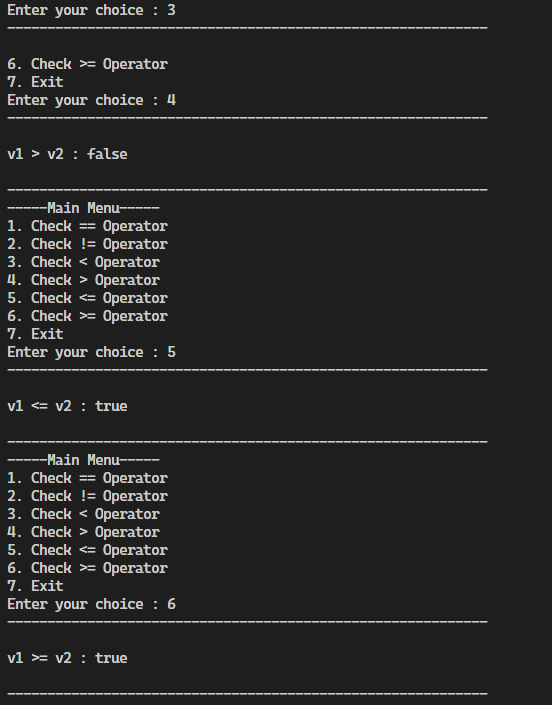 Enter your choice : 3
------------------------------------------------------------
6. Check >= Operator
7. Exit
Enter your choice : 4
------------------------------------------------------------
v1 > v2 : false
------------------------------------------------------------
-----Main Menu-----
1. Check == Operator
2. Check != Operator
3. Check < Operator
4. Check > Operator
5. Check <= Operator
6. Check >= Operator
7. Exit
Enter your choice : 5
------------------------------------------------------------
v1 <= v2 : true
------------------------------------------------------------
-----Main Menu-----
1. Check == Operator
2. Check != Operator
3. Check < Operator
4. Check > Operator
5. Check <= Operator
6. Check >= Operator
7. Exit
Enter your choice : 6
------------------------------------------------------------
v1 >= v2 : true
------------------------------------------------------------